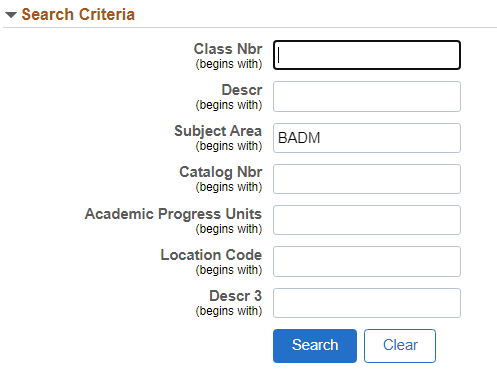 Search Criteria
Class Nbr
(begins with)
Descr
(begins with)
Subject Area
(begins with)
BADM
Catalog Nbr
(begins with)
Academic Progress Units
(begins with)
Location Code
(begins with)
Descr 3
(begins with)
Search Clear